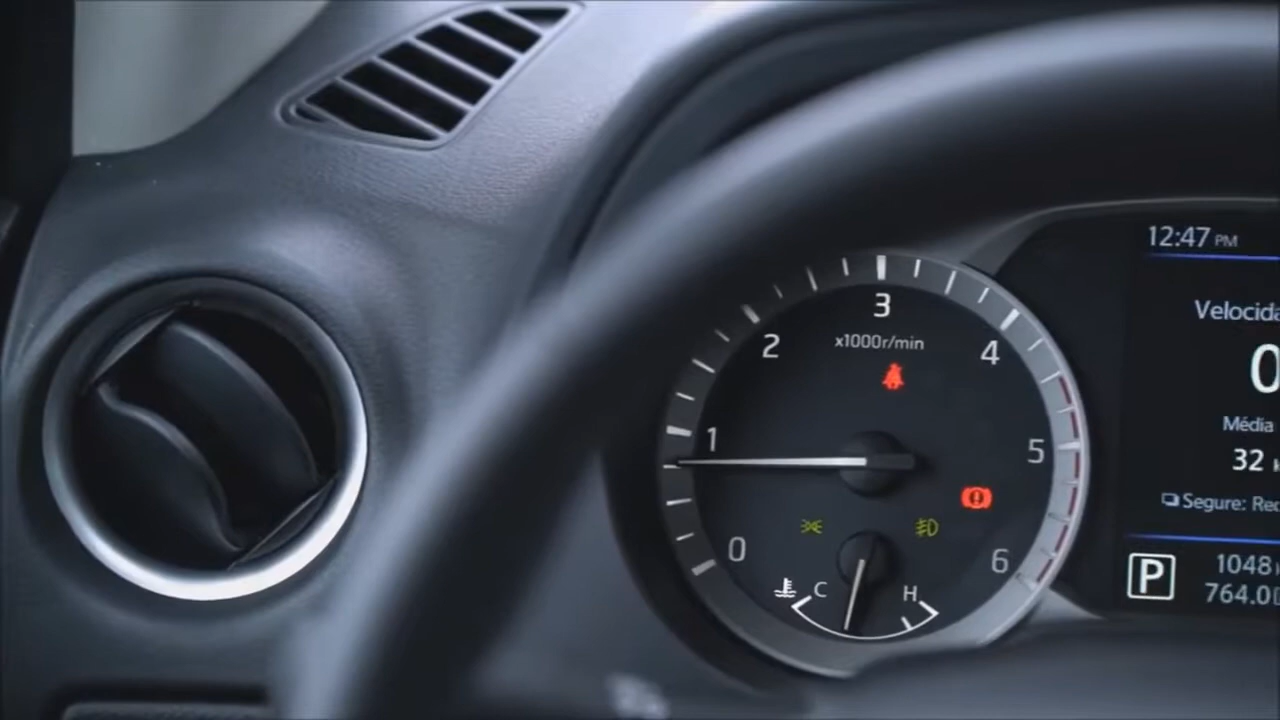 12:47 PM
3
Velocida
x1000r/min
2
4
0
Média
1
5
32
Segure: Rec
0
6
C
H
P
1048
764.0